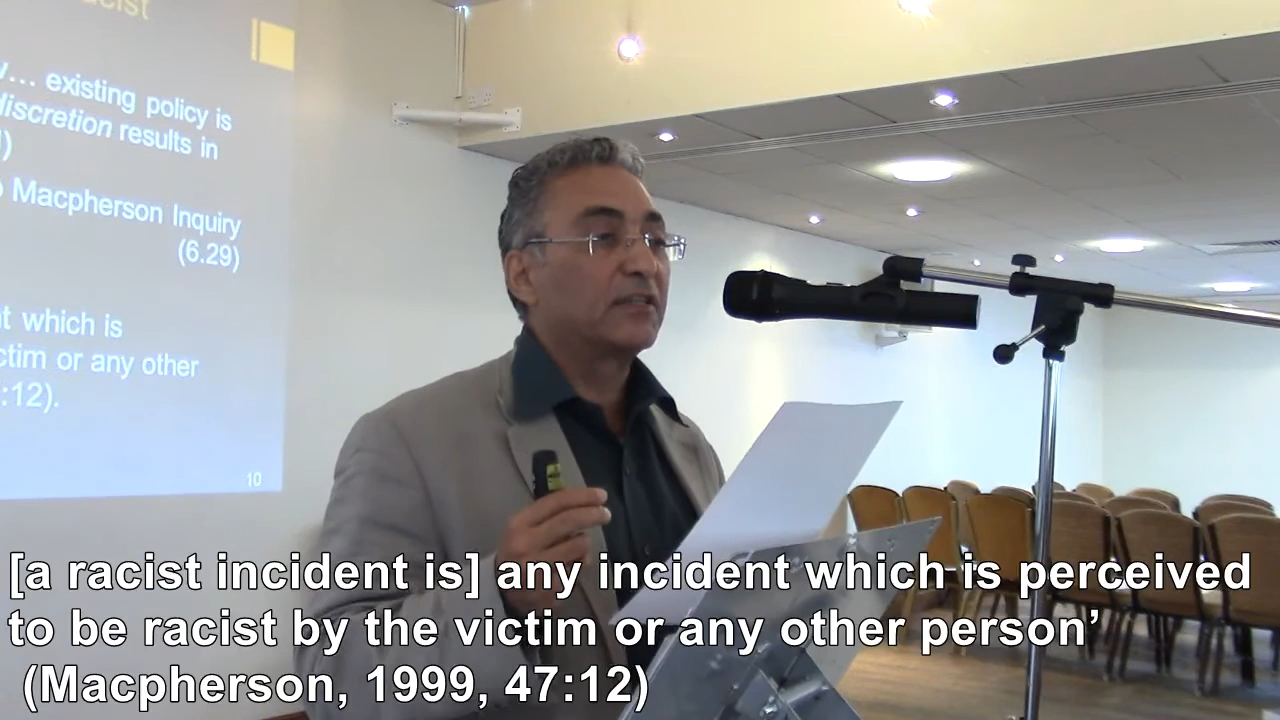 existing policy is
discretion results in
Macpherson Inquiry
(6.29)
which is
or any other
:12).
10
[a racist incident is] any incident which is perceived
to be racist by the victim or any other person’
(Macpherson, 1999, 47:12)